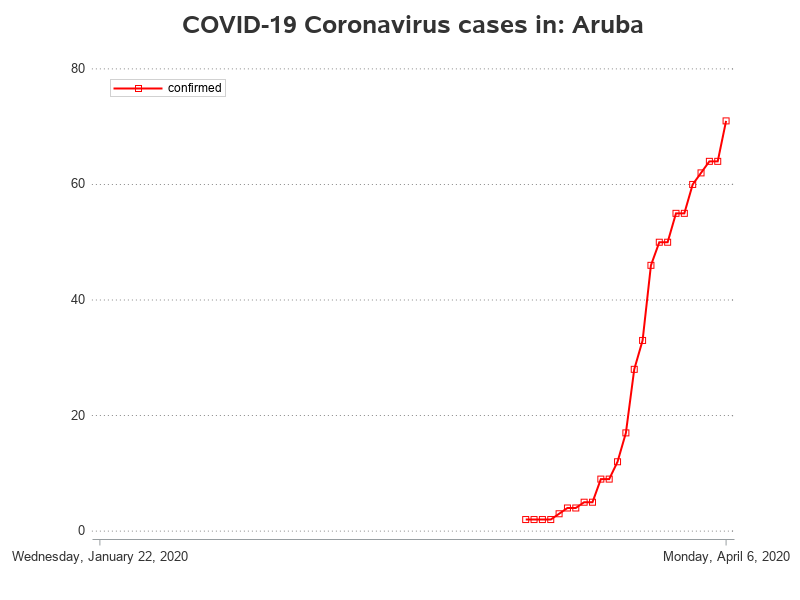 COVID-19 Coronavirus cases in: Aruba
80
confirmed
60
40
20
0
Wednesday, January 22, 2020
Monday, April 6, 2020